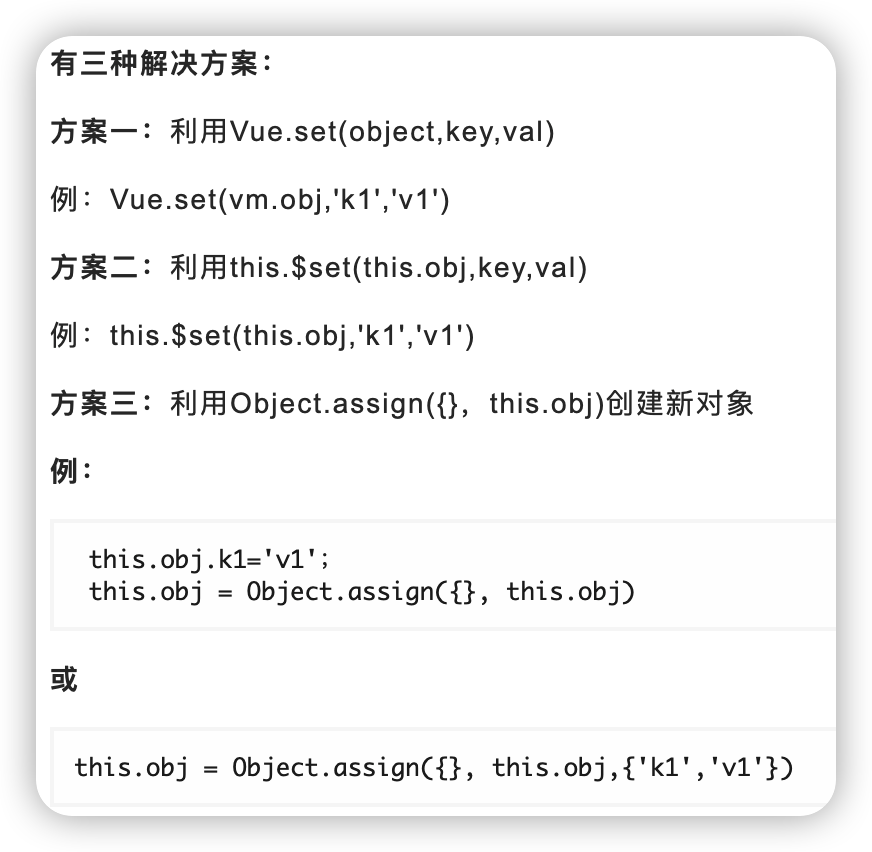 有三种解决方案：
方案一：利用Vue.set(object,key,val)
例：Vue.set(vm.obj,'k1','v1')
方案二：利用this.$set(this.obj,key,val)
例：this.$set(this.obj,'k1','v1')
方案三：利用Object.assign({}，this.obj)创建新对象
例：
this.obj.k1='v1';
this.obj = Object.assign({}, this.obj)
或
this.obj = Object.assign({}, this.obj,{'k1','v1'})